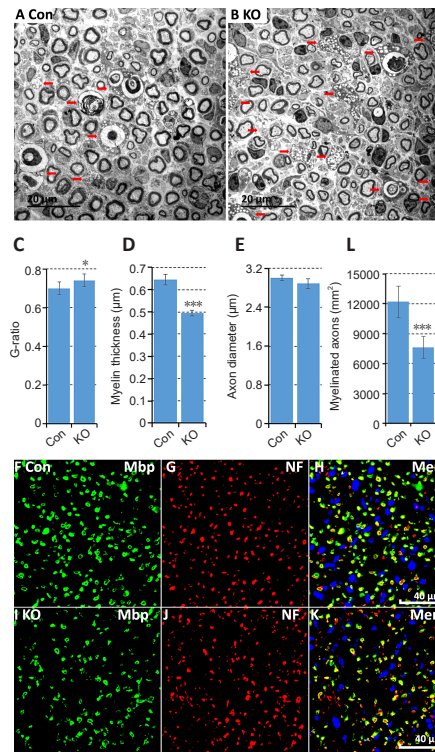 A Con
20 μm
B KO
20 μm
C
G-ratio
0.8
0.6
0.4
0.2
0
*
Con
KO
D
Myelin thickness (μm)
0.7
0.6
0.5
0.4
0.3
0.2
0.1
0
***
Con
KO
E
Axon diameter (μm)
3.2
2.4
1.6
0.8
0
Con
KO
L
Myelinated axons (mm²)
15000
12000
9000
6000
3000
0
***
Con
KO
F Con
Mbp
G
NF
H
Mer
40 μ
I KO
Mbp
J
NF
K
Mer
40 μ